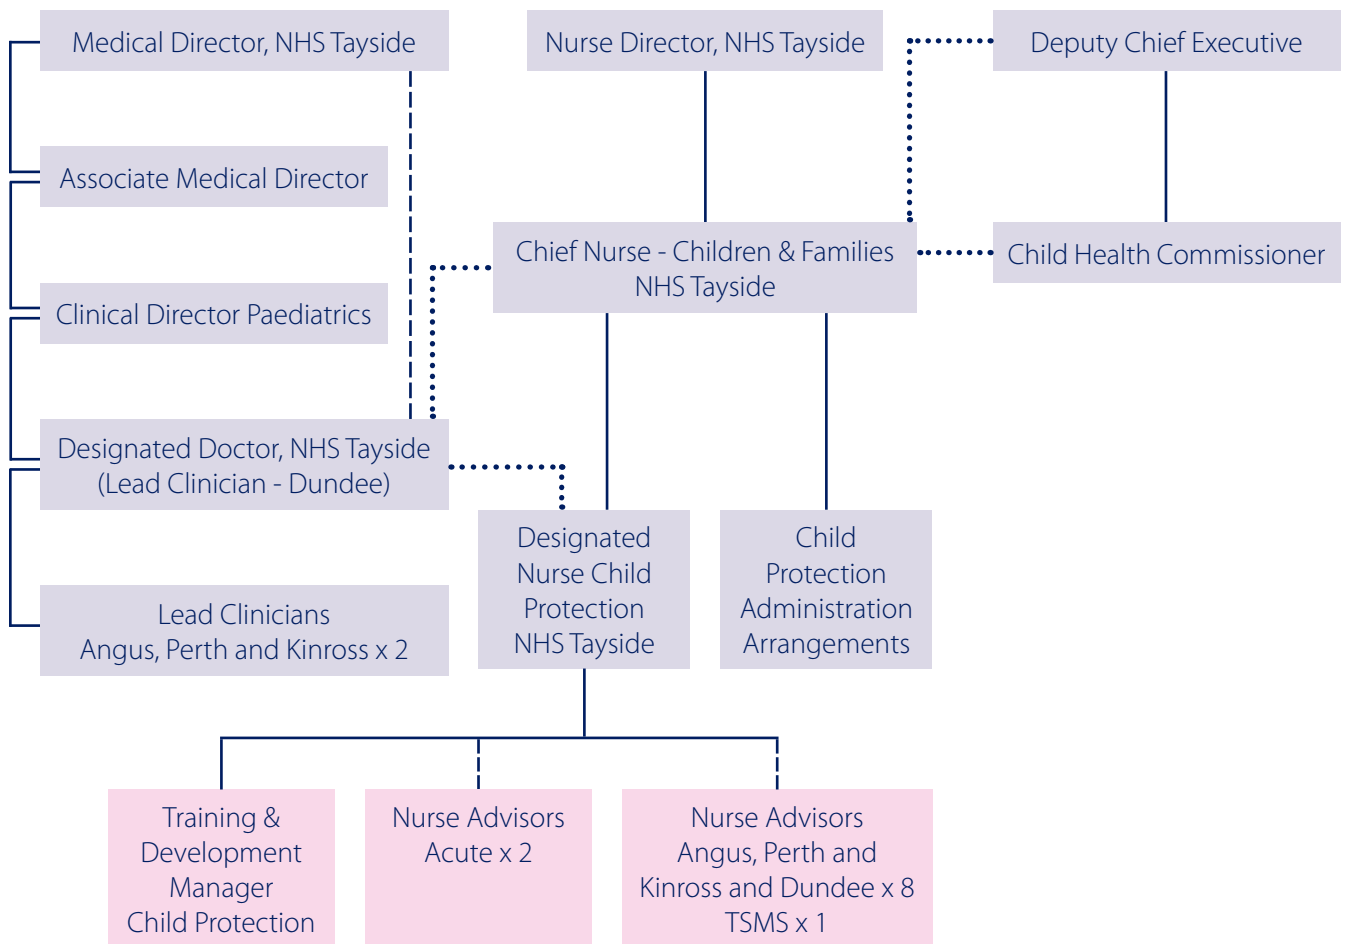 Medical Director, NHS Tayside
Nurse Director, NHS Tayside
Deputy Chief Executive
Associate Medical Director
Chief Nurse - Children & Families
NHS Tayside
Child Health Commissioner
Clinical Director Paediatrics
Designated Doctor, NHS Tayside
(Lead Clinician - Dundee)
Designated
Nurse Child
Protection
NHS Tayside
Child
Protection
Administration
Arrangements
Lead Clinicians
Angus, Perth and Kinross x 2
Training &
Development
Manager
Child Protection
Nurse Advisors
Acute x 2
Nurse Advisors
Angus, Perth and
Kinross and Dundee x 8
TSMS x 1